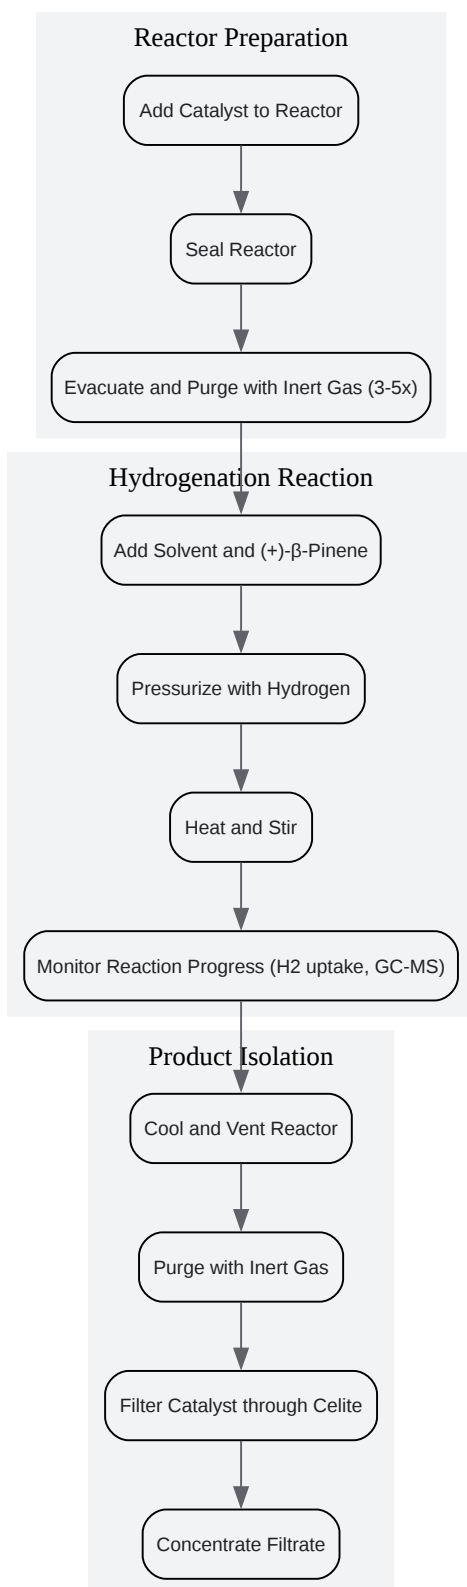 Reactor Preparation
Add Catalyst to Reactor
Seal Reactor
Evacuate and Purge with Inert Gas (3-5x)
Hydrogenation Reaction
Add Solvent and (+)-β-Pinene
Pressurize with Hydrogen
Heat and Stir
Monitor Reaction Progress (H2 uptake, GC-MS)
Product Isolation
Cool and Vent Reactor
Purge with Inert Gas
Filter Catalyst through Celite
Concentrate Filtrate